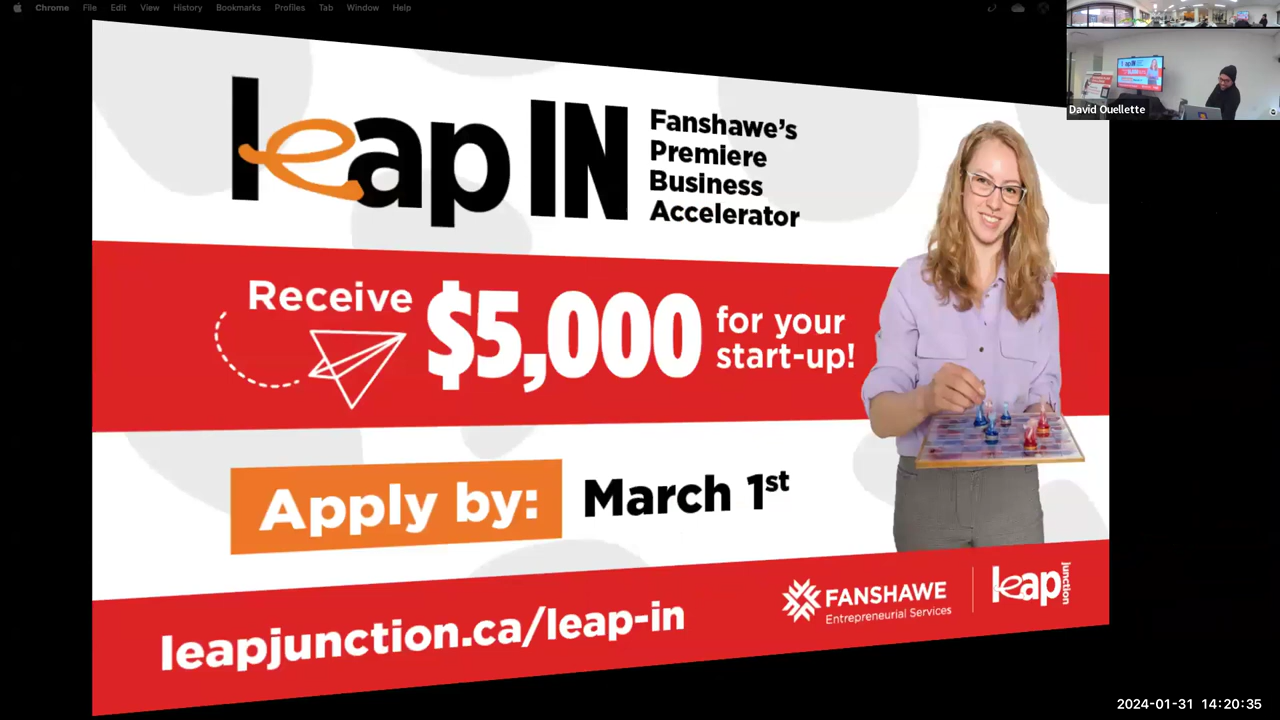 Chrome File Edit View History Bookmarks Profiles Tab Window Help
David Ouellette
leap IN
Fanshawe's
Premiere
Business
Accelerator
Receive $5,000 for your
start-up!
Apply by: March 1st
leapjunction.ca/leap-in
FANSHAWE
Entrepreneurial Services
leap junction
2024-01-31 14:20:35